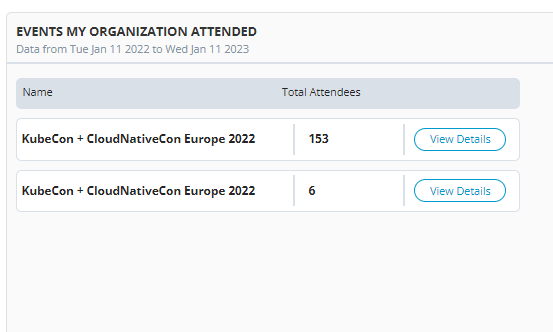 EVENTS MY ORGANIZATION ATTENDED
Data from Tue Jan 11 2022 to Wed Jan 11 2023
Name Total Attendees
KubeCon + CloudNativeCon Europe 2022 153 View Details
KubeCon + CloudNativeCon Europe 2022 6 View Details